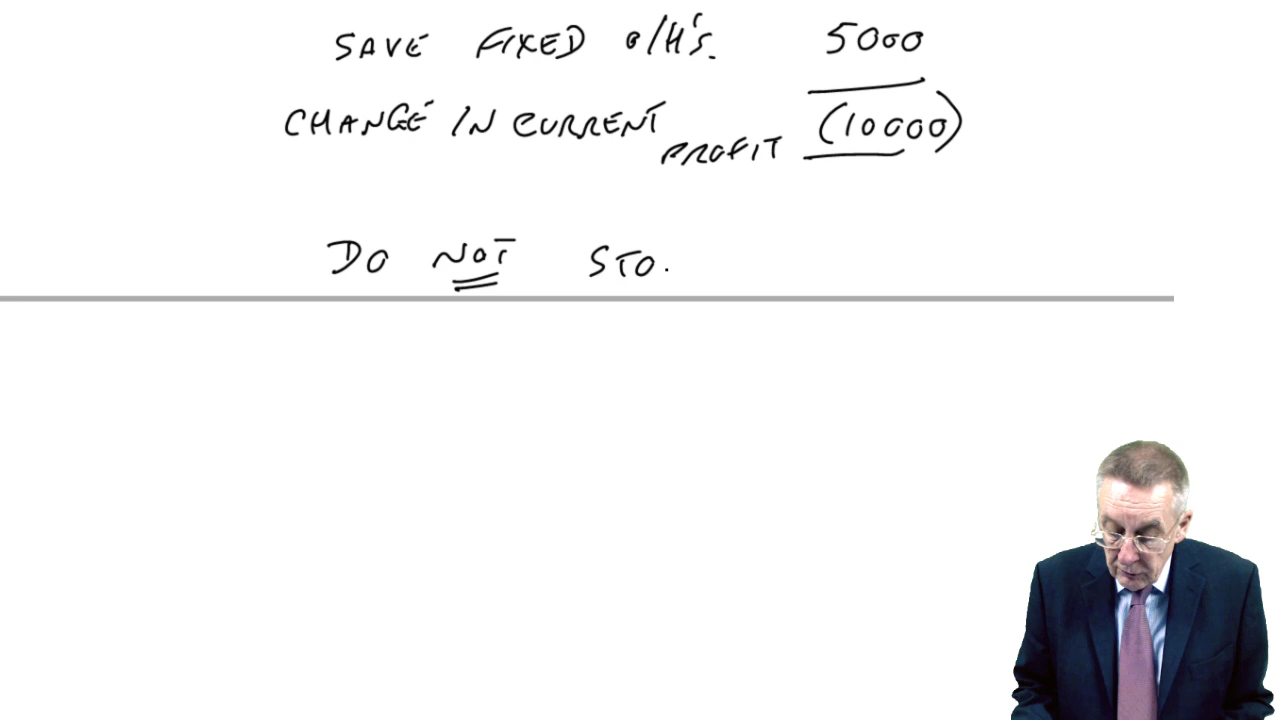 SAVE FIXED O/H'S. 5000
CHANGE IN CURRENT PROFIT (10000)
DO NOT STO.